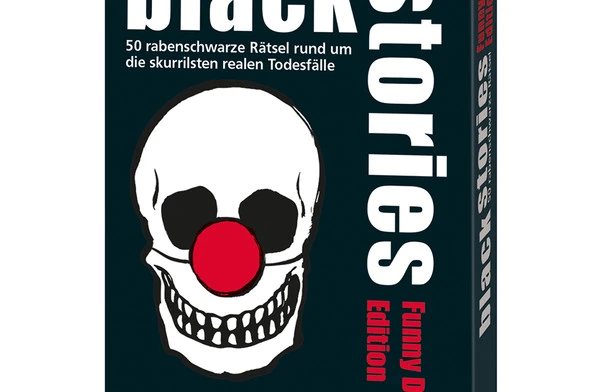 black
50 rabenschwarze Rätsel rund um
die skurrilsten realen Todesfälle
stories
Funny D
Edition
black stories